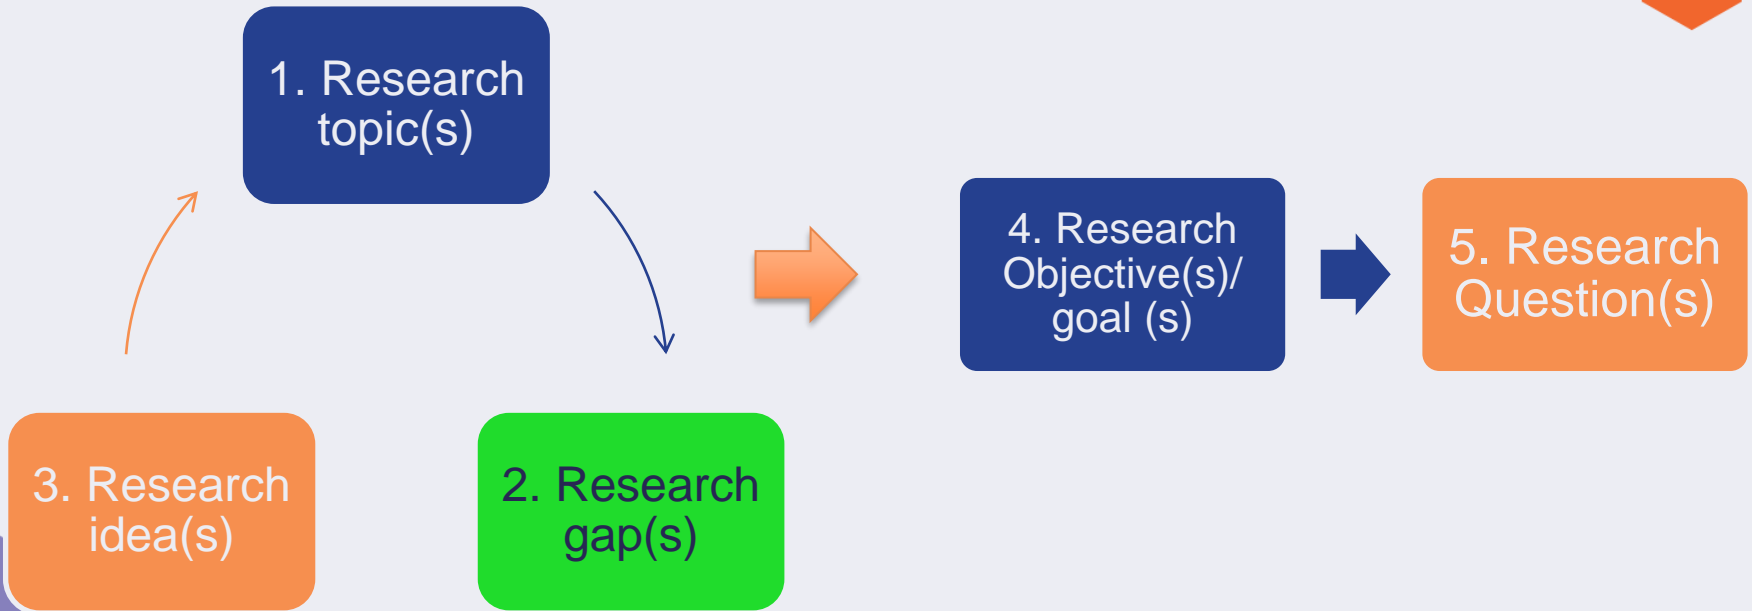 1. Research
topic(s)
2. Research
gap(s)
3. Research
idea(s)
4. Research
Objective(s)/
goal (s)
5. Research
Question(s)